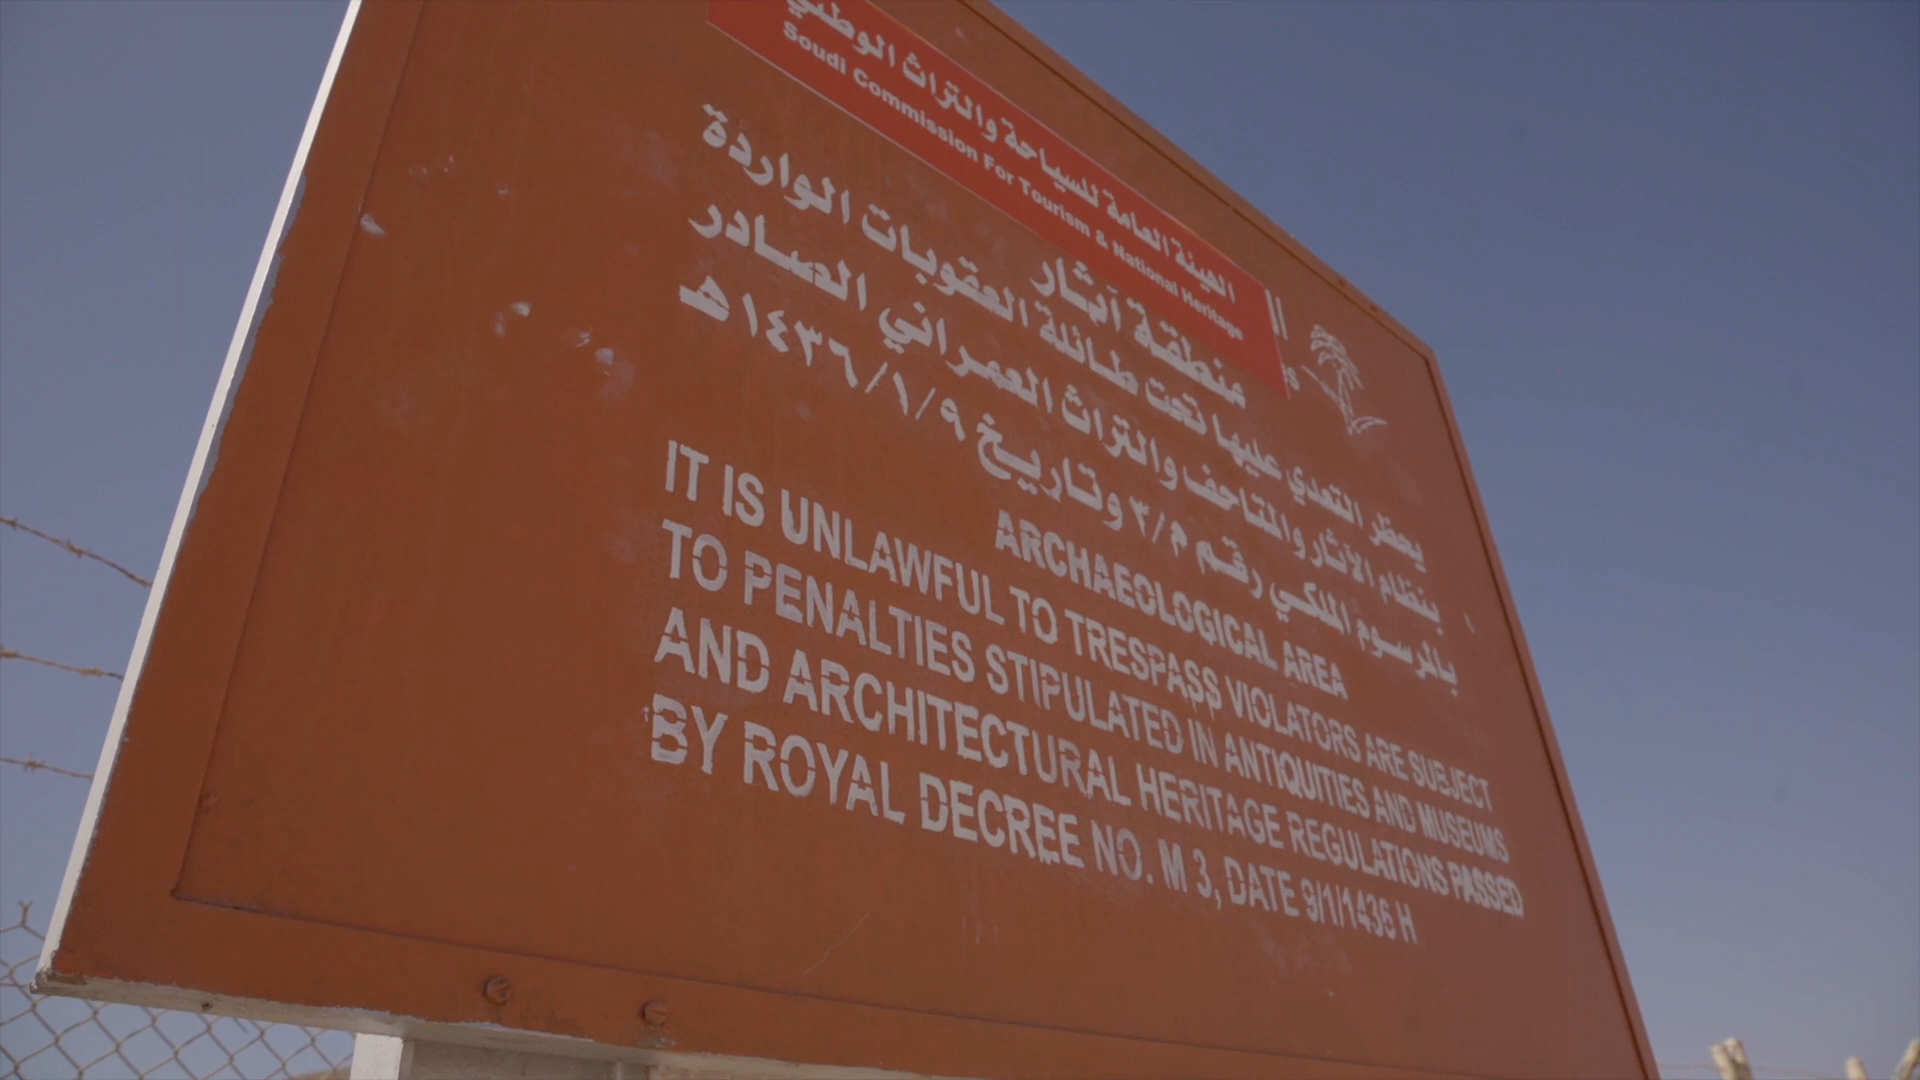 الهيئة العامة للسياحة والتراث الوطني
Soudi Commission For Tourism & National Heritage
منطقة آثار
يحظر التعدي عليها تحت طائلة العقوبات الواردة
بنظام الآثار والمتاحف والتراث العمراني الصادر
بالمرسوم الملكي رقم م/٣ وتاريخ ١٤٣٦/١/٩هـ
ARCHAEOLOGICAL AREA
IT IS UNLAWFUL TO TRESPASS VIOLATORS ARE SUBJECT
TO PENALTIES STIPULATED IN ANTIQUITIES AND MUSEUMS
AND ARCHITECTURAL HERITAGE REGULATIONS PASSED
BY ROYAL DECREE NO. M 3, DATE 9/1/1436 H